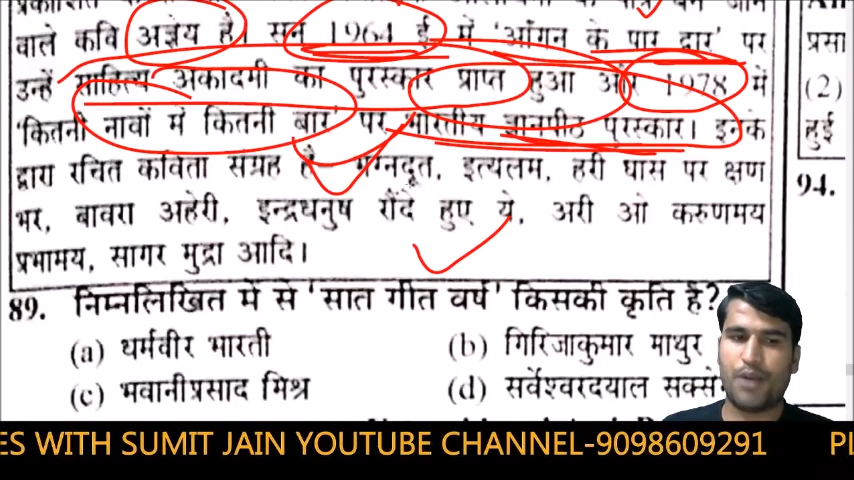 वाले कवि अज्ञेय है। सन् 1964 ई में 'आँगन के पार द्वार' पर
उन्हें साहित्य अकादमी का पुरस्कार प्राप्त हुआ और 1978 में
'कितनी नावों में कितनी बार' पर भारतीय ज्ञानपीठ पुरस्कार। इनके
द्वारा रचित कविता संग्रह है भग्नदूत, इत्यलम, हरी घास पर क्षण
भर, बावरा अहेरी, इन्द्रधनुष रौंदे हुए ये, अरी ओ करुणमय
प्रभामय, सागर मुद्रा आदि।
89. निम्नलिखित में से 'सात गीत वर्ष' किसकी कृति है?
(a) धर्मवीर भारती (b) गिरिजाकुमार माथुर
(c) भवानीप्रसाद मिश्र (d) सर्वेश्वरदयाल
(2)
हुई
94.
ES WITH SUMIT JAIN YOUTUBE CHANNEL-9098609291 PL